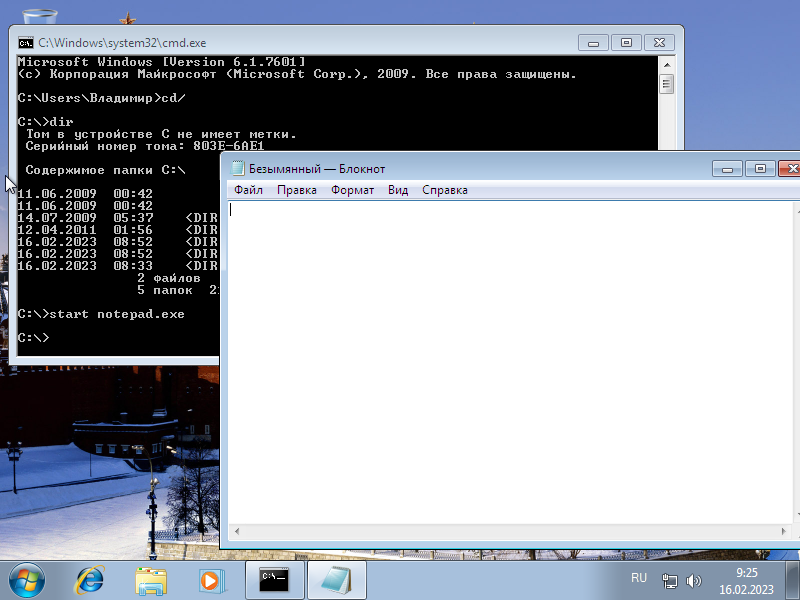 C:\Windows\system32\cmd.exe
Microsoft Windows [Version 6.1.7601]
(c) Корпорация Майкрософт (Microsoft Corp.), 2009. Все права защищены.
C:\Users\Владимир>cd/
C:\>dir
Том в устройстве C не имеет метки.
Серийный номер тома: 803E-6AE1
Содержимое папки C:\
11.06.2009 00:42
11.06.2009 00:42
14.07.2009 05:37 <DIR
12.04.2011 01:56 <DIR
16.02.2023 08:52 <DIR
16.02.2023 08:52 <DIR
16.02.2023 08:33 <DIR
2 файлов
5 папок 2
C:\>start notepad.exe
C:\>
Безымянный — Блокнот
Файл Правка Формат Вид Справка
C:\_
RU
9:25
16.02.2023